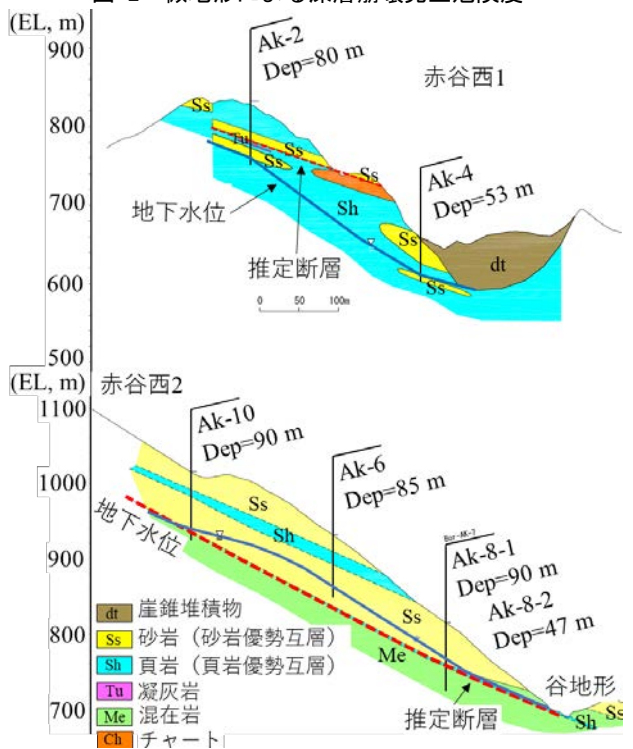 (EL, m)
900
800
700
600
500
Ak-2
Dep=80 m
赤谷西1
Ak-4
Dep=53 m
Ss
Ss
Tu
Ss
Ss
Sh
Ss
Ss
dt
地下水位
推定断層
0 50 100m
(EL, m)
赤谷西2
1100
1000
900
800
700
Ak-10
Dep=90 m
Ak-6
Dep=85 m
Ak-8-1
Dep=90 m
Ak-8-2
Dep=47 m
Ss
Sh
Ss
Me
地下水位
推定断層
谷地形
Ss
Sh
dt 崖錐堆積物
Ss 砂岩（砂岩優勢互層）
Sh 頁岩（頁岩優勢互層）
Tu 凝灰岩
Me 混在岩
Ch チャート